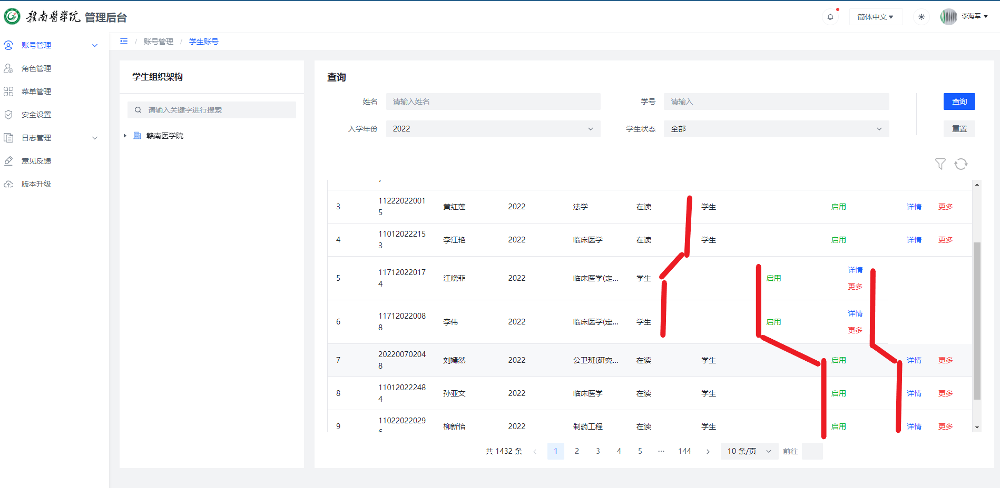 赣南醫學院 管理后台
简体中文
李海军
账号管理
角色管理
菜单管理
安全设置
日志管理
意见反馈
版本升级
/ 账号管理 / 学生账号
学生组织架构
请输入关键字进行搜索
赣南医学院
查询
姓名 请输入姓名 学号 请输入 查询
入学年份 2022 学生状态 全部 重置
3 11222022001 黄红莲 2022 法学 在读 学生 启用 详情 更多
5
4 11012022215 李江艳 2022 临床医学 在读 学生 启用 详情 更多
3
5 11712022017 江晓菲 2022 临床医学(定... 学生 启用 详情
4 更多
6 11712022008 李伟 2022 临床医学(定... 学生 启用 详情
8 更多
7 20220070204 刘嫣然 2022 公卫班(研究... 在读 学生 启用 详情 更多
8
8 11012022248 孙亚文 2022 临床医学 在读 学生 启用 详情 更多
4
9 11022022029 柳新怡 2022 制药工程 在读 学生 启用 详情 更多
共 1432 条 1 2 3 4 5 ··· 144 10 条/页 前往